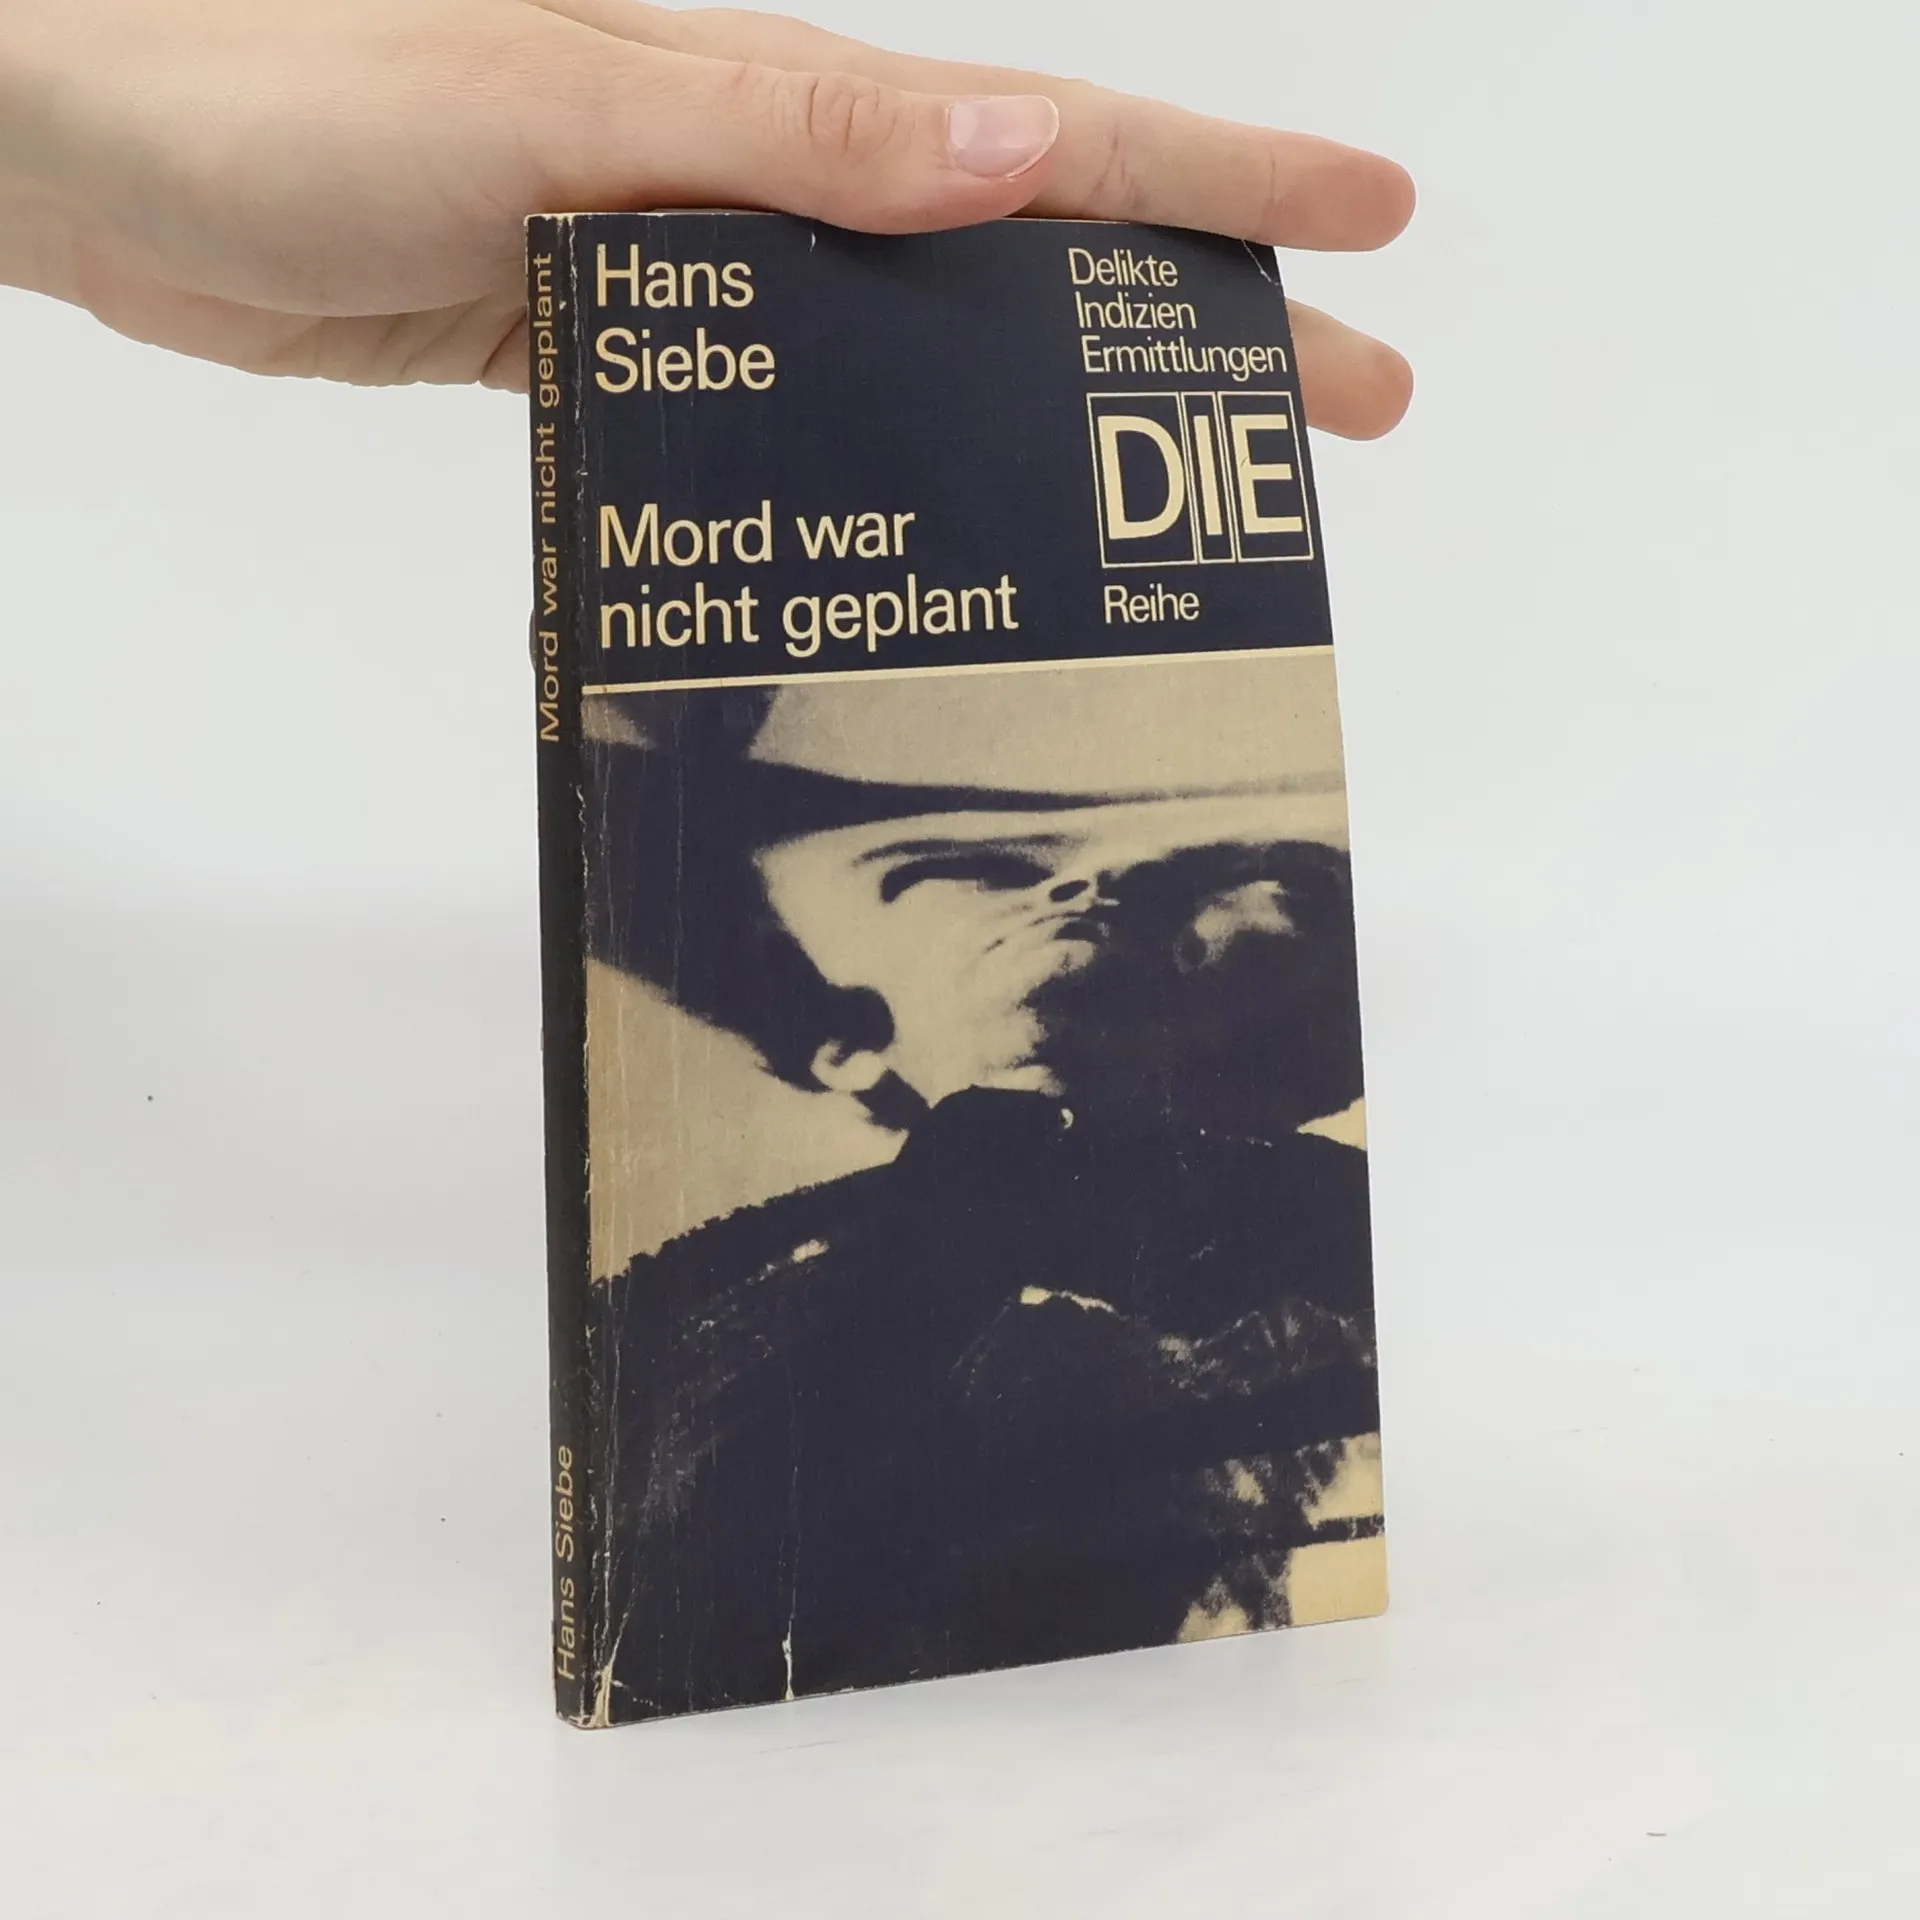 Hans
Siebe
Mord war
nicht geplant
Delikte
Indizien
Ermittlungen
DIE
Reihe
Mord war nicht geplant
Hans Siebe